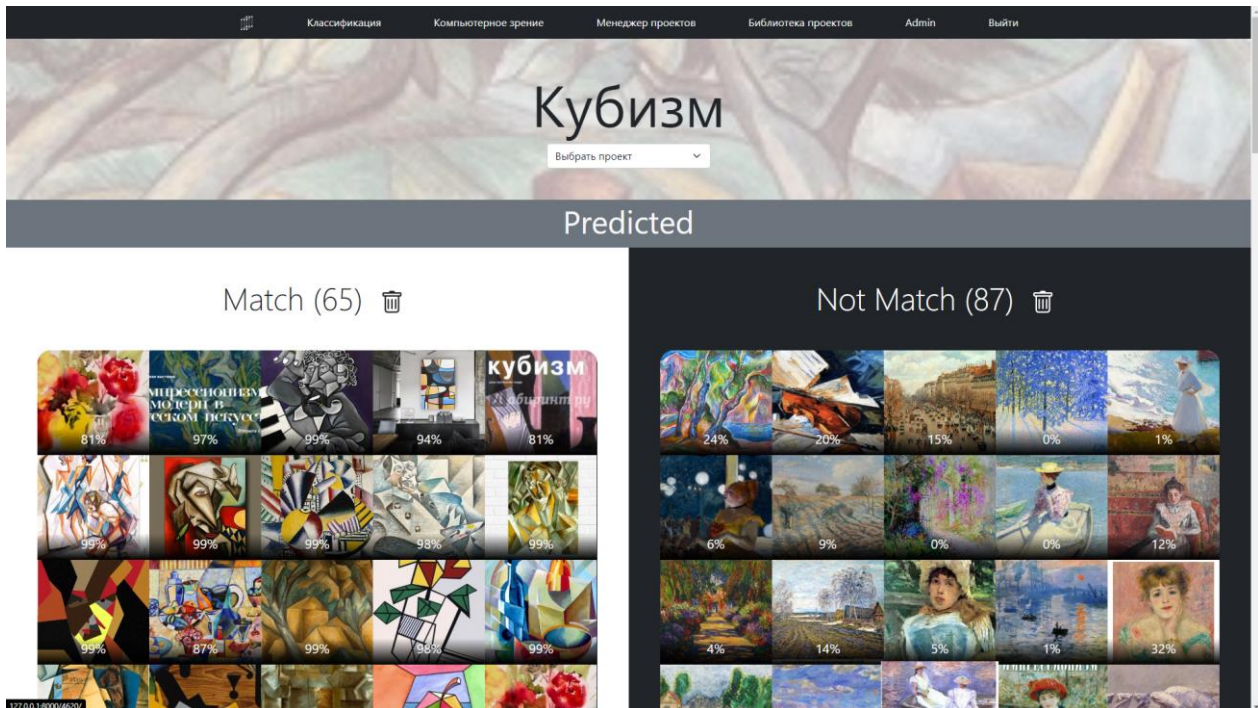 Классификация
Компьютерное зрение
Менеджер проектов
Библиотека проектов
Admin
Выйти
Кубизм
Выбрать проект
Predicted
Match (65)
Not Match (87)
МОДЕРН В
кубизм
81% 97% 99% 94% 81%
24% 20% 15% 0% 1%
99% 99% 99% 98% 99%
6% 9% 0% 0% 12%
99% 87% 99% 98% 99%
4% 14% 5% 1% 32%
127.0.0.1:8000/4620/